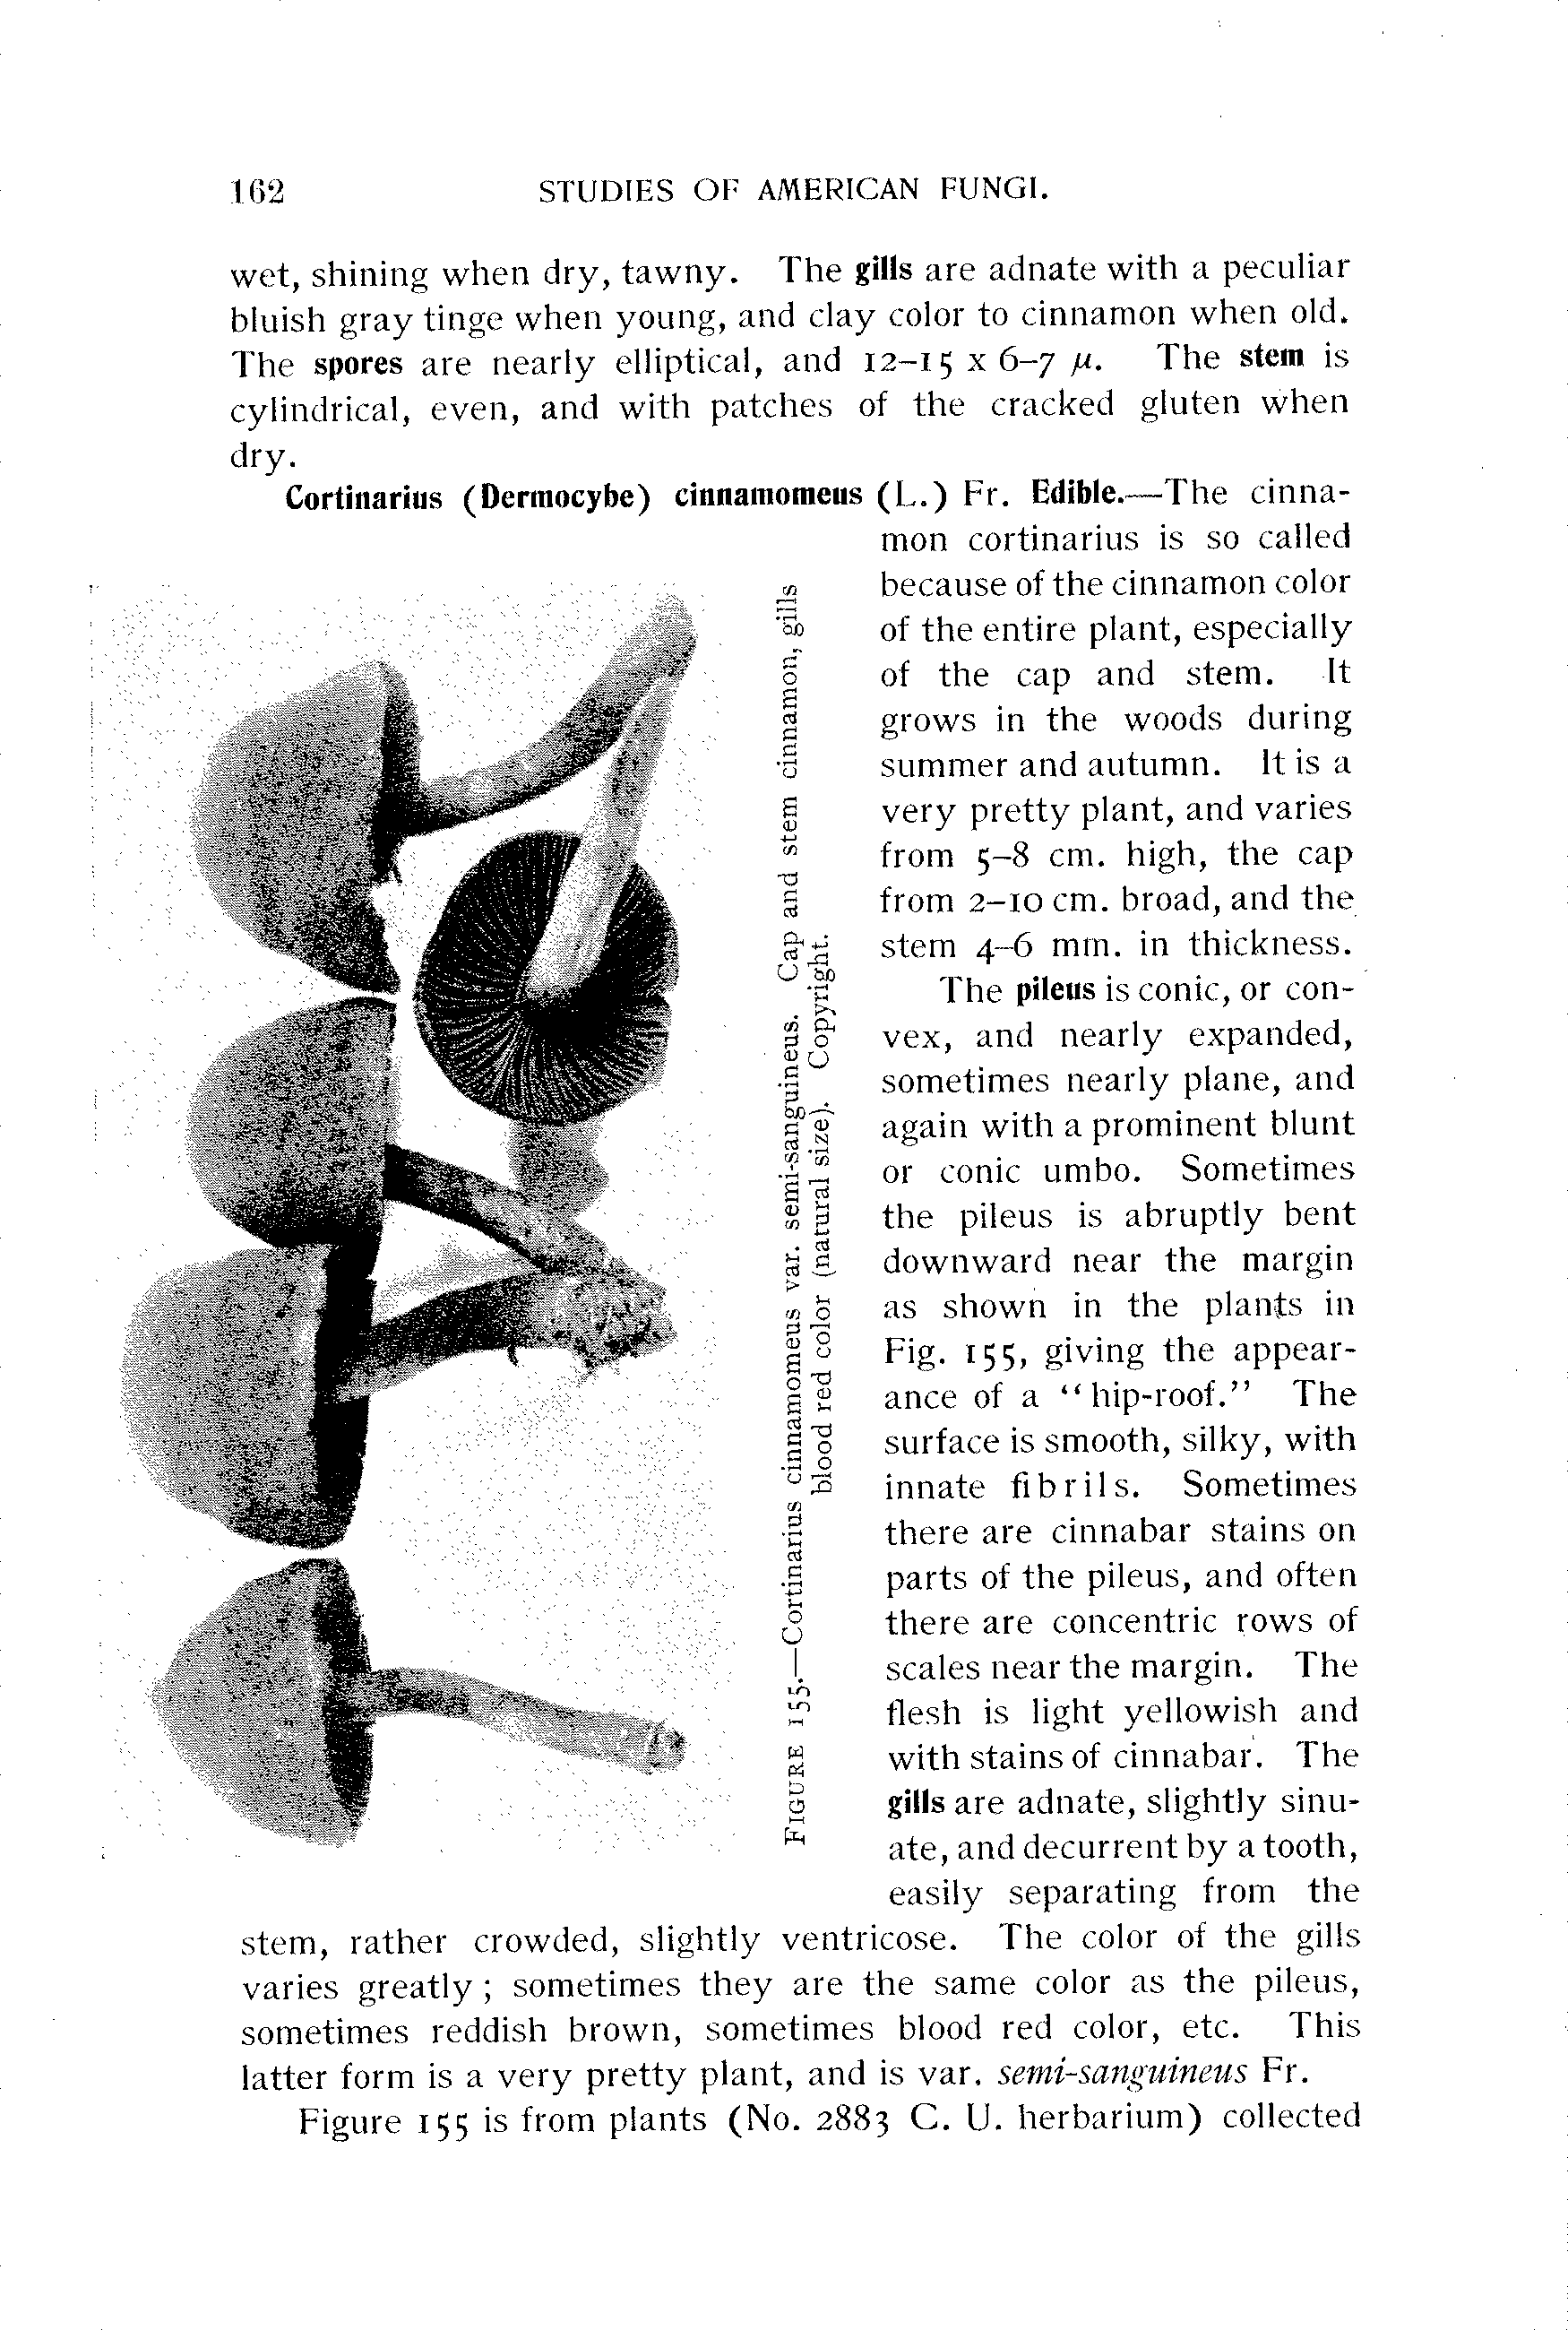 162 STUDIES OF AMERICAN FUNGI.
wet, shining when dry, tawny. The gills are adnate with a peculiar
bluish gray tinge when young, and clay color to cinnamon when old.
The spores are nearly elliptical, and 12–15 x 6–7 µ. The stem is
cylindrical, even, and with patches of the cracked gluten when
dry.
Cortinarius (Dermocybe) cinnamomeus (L.) Fr. Edible.—The cinna-
mon cortinarius is so called
because of the cinnamon color
of the entire plant, especially
of the cap and stem. It
grows in the woods during
summer and autumn. It is a
very pretty plant, and varies
from 5–8 cm. high, the cap
from 2–10 cm. broad, and the
stem 4–6 mm. in thickness.
The pileus is conic, or con-
vex, and nearly expanded,
sometimes nearly plane, and
again with a prominent blunt
or conic umbo. Sometimes
the pileus is abruptly bent
downward near the margin
as shown in the plants in
Fig. 155, giving the appear-
ance of a “hip-roof.” The
surface is smooth, silky, with
innate fibrils. Sometimes
there are cinnabar stains on
parts of the pileus, and often
there are concentric rows of
scales near the margin. The
flesh is light yellowish and
with stains of cinnabar. The
gills are adnate, slightly sinu-
ate, and decurrent by a tooth,
easily separating from the
stem, rather crowded, slightly ventricose. The color of the gills
varies greatly; sometimes they are the same color as the pileus,
sometimes reddish brown, sometimes blood red color, etc. This
latter form is a very pretty plant, and is var. semi-sanguineus Fr.
Figure 155 is from plants (No. 2883 C. U. herbarium) collected
FIGURE 155.—Cortinarius cinnamomeus var. semi-sanguineus. Cap and stem cinnamon, gills
blood red color (natural size). Copyright.